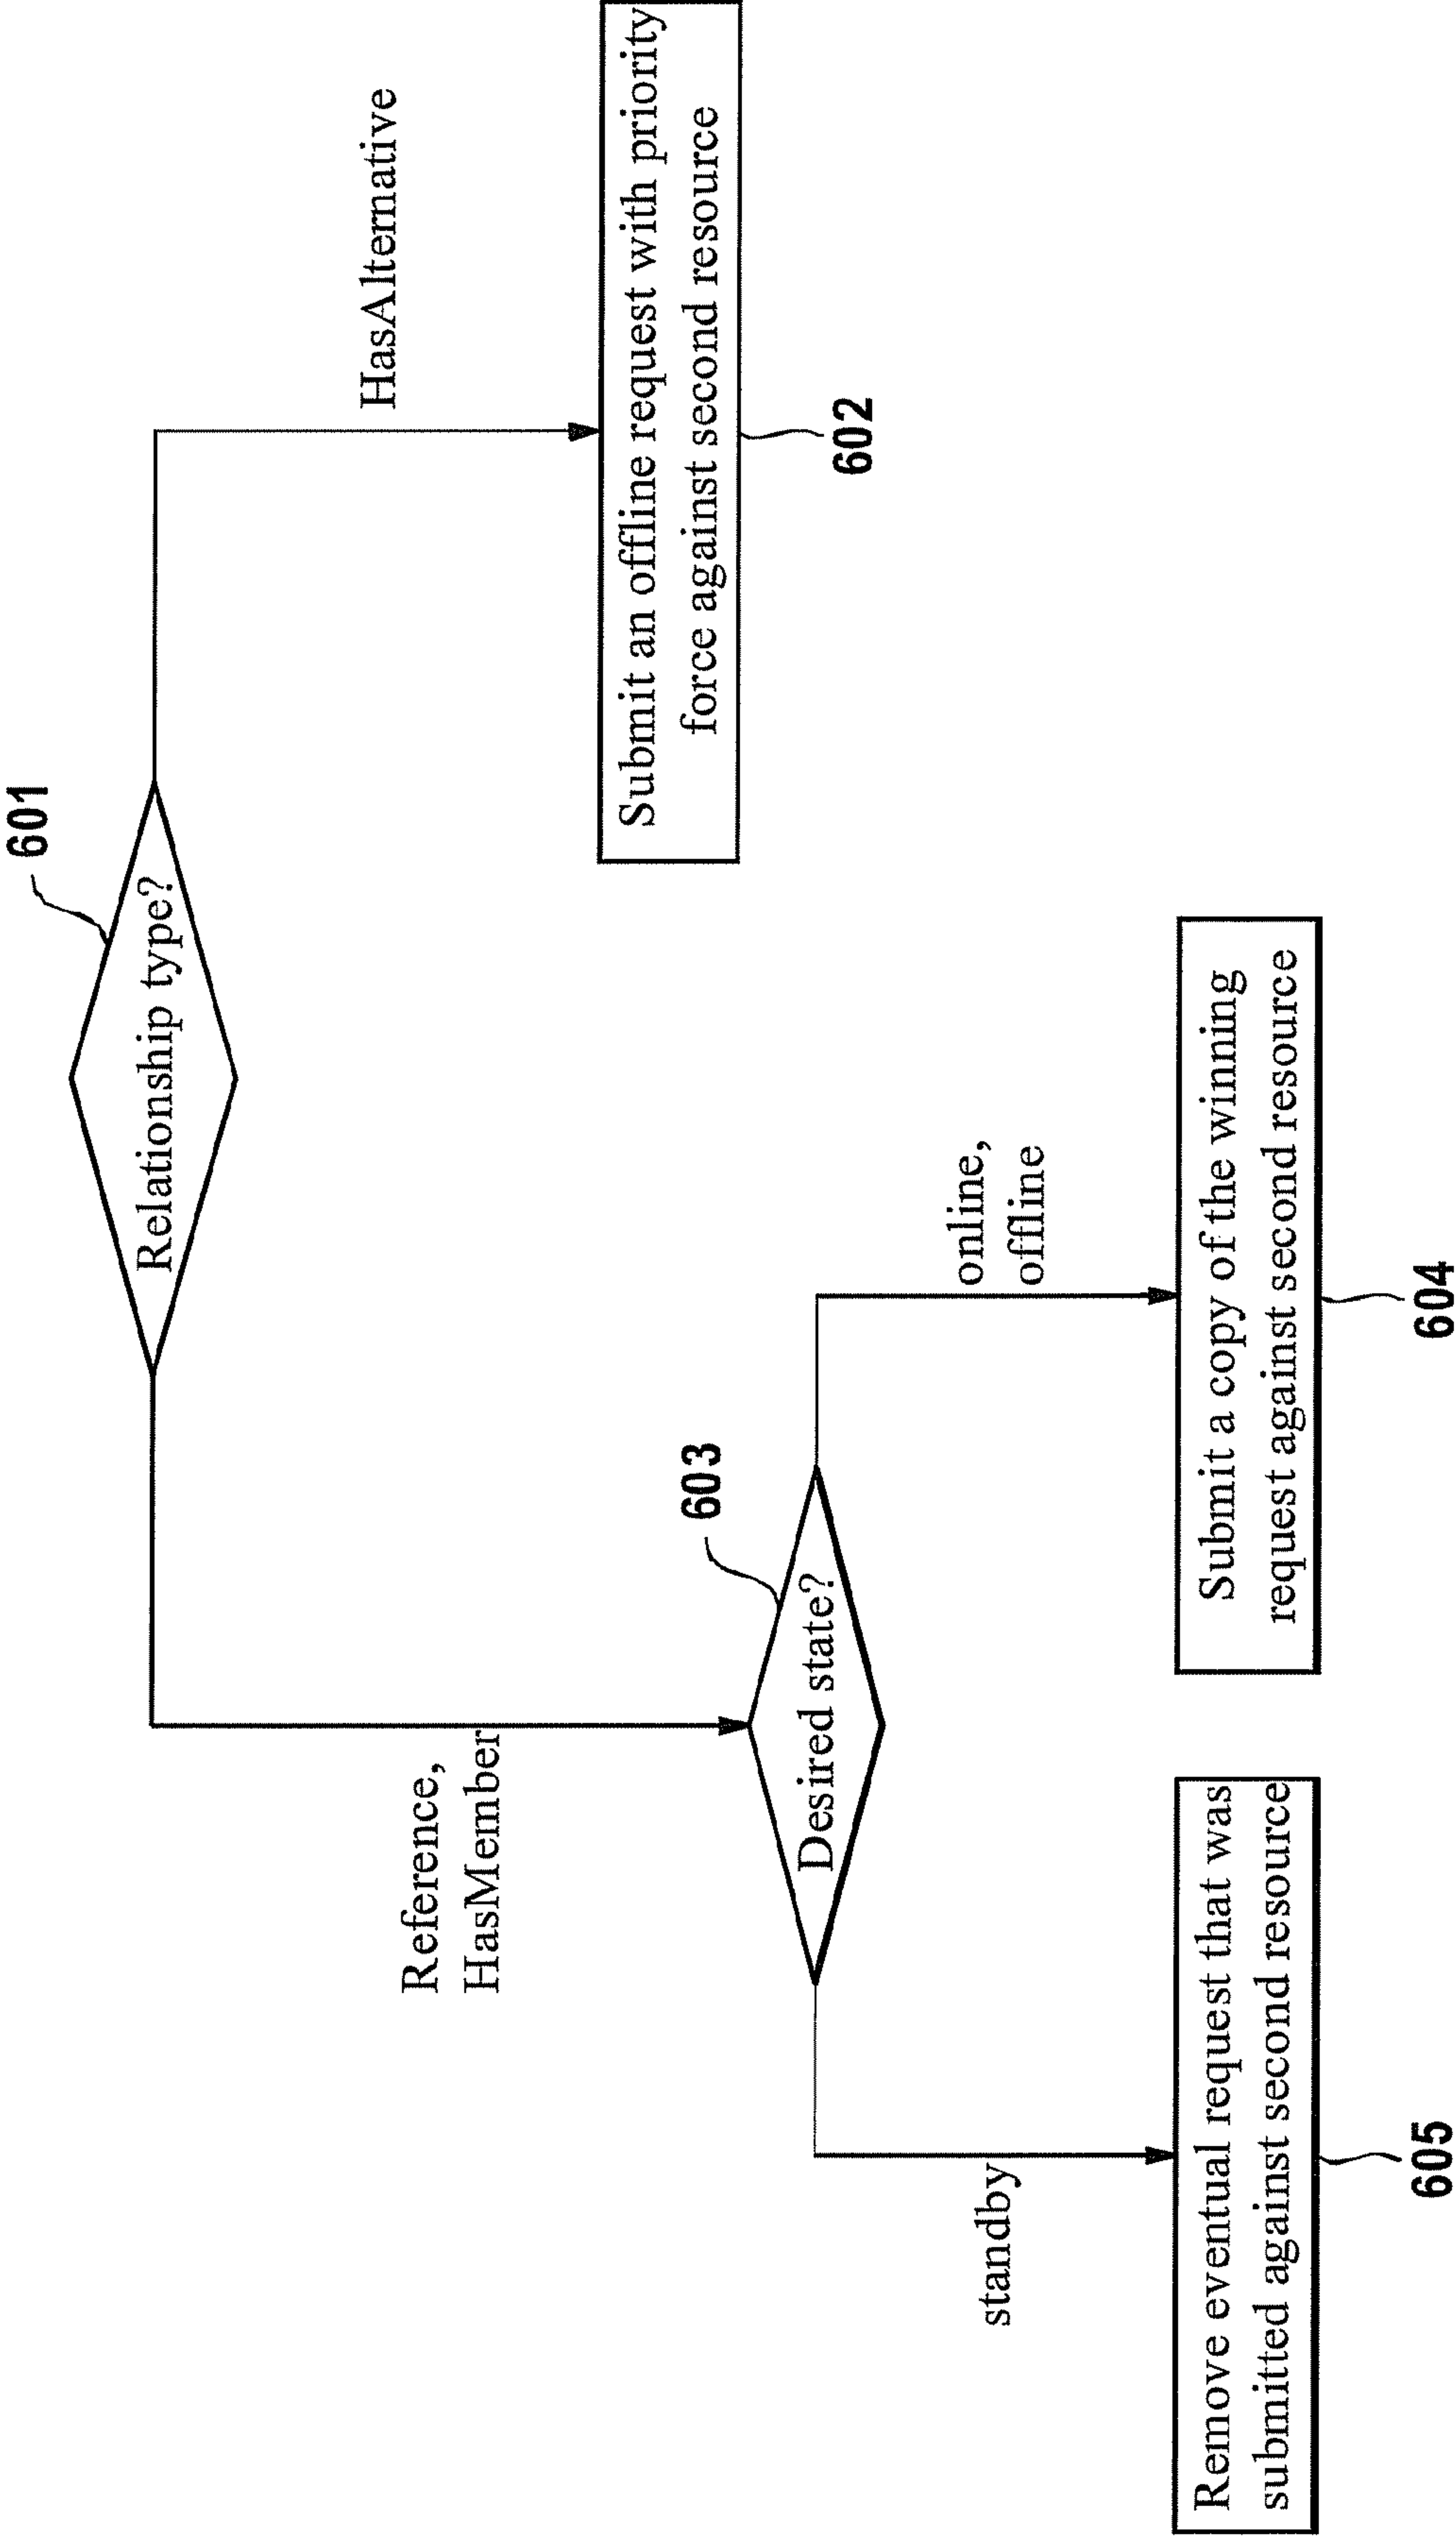 601
Relationship type?
Reference,
HasMember
HasAlternative
603
Desired state?
Submit an offline request with priority
force against second resource
602
standby
online,
offline
Remove eventual request that was
submitted against second resource
605
Submit a copy of the winning
request against second resource
604